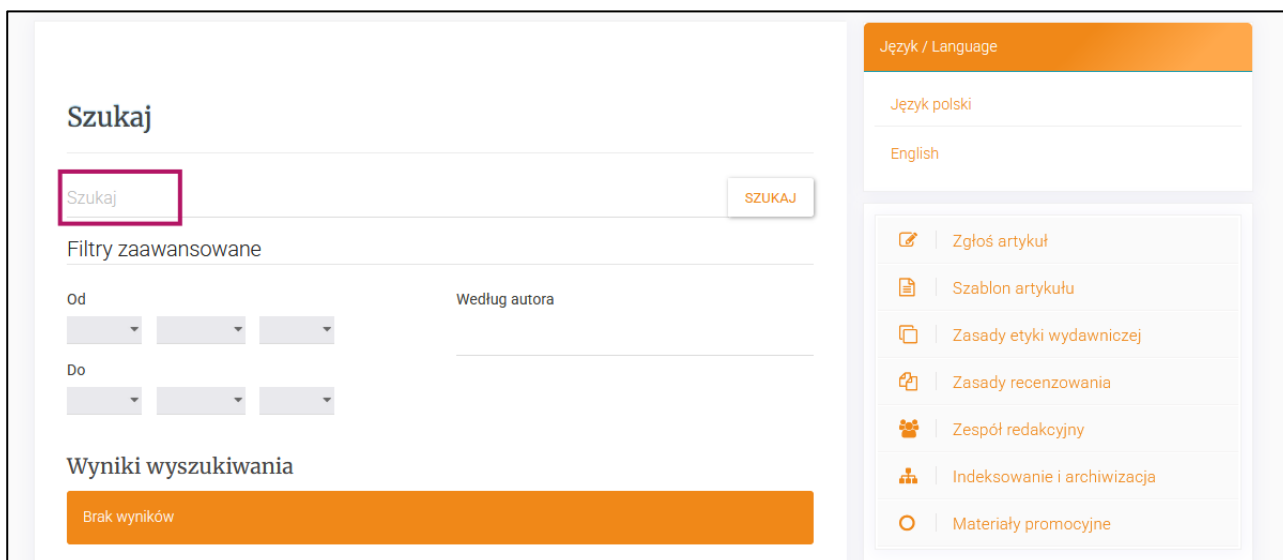 Szukaj
Szukaj
SZUKAJ
Filtry zaawansowane
Od
Według autora
Do
Wyniki wyszukiwania
Brak wyników
Język / Language
Język polski
English
Zgłoś artykuł
Szablon artykułu
Zasady etyki wydawniczej
Zasady recenzowania
Zespół redakcyjny
Indeksowanie i archiwizacja
Materiały promocyjne